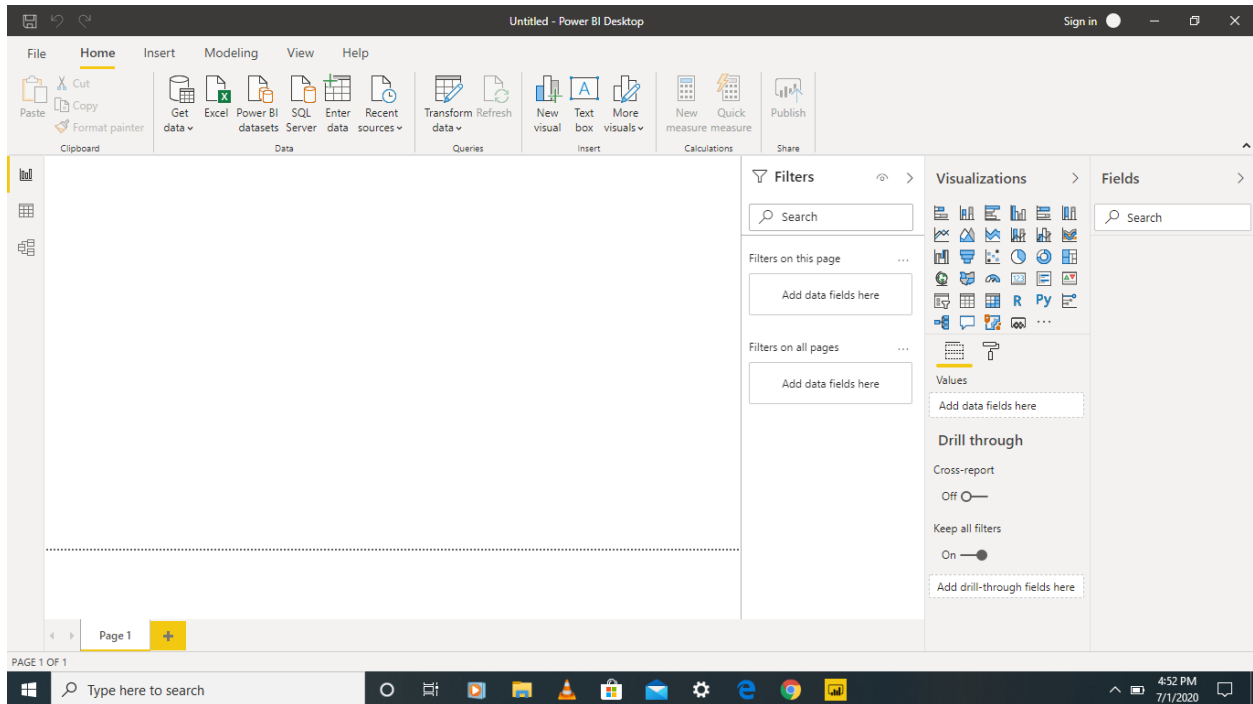 Untitled - Power BI Desktop
Sign in
File Home Insert Modeling View Help
Paste
Cut
Copy
Format painter
Clipboard
Get data
Excel
Power BI datasets
SQL Server
Enter data
Recent sources
Data
Transform data
Refresh
Queries
New visual
Text box
More visuals
Insert
New measure
Quick measure
Calculations
Publish
Share
Filters
Search
Filters on this page
...
Add data fields here
Filters on all pages
...
Add data fields here
Visualizations
123
R
Py
...
Values
Add data fields here
Drill through
Cross-report
Off
Keep all filters
On
Add drill-through fields here
Fields
Search
Page 1
+
PAGE 1 OF 1
Type here to search
4:52 PM
7/1/2020